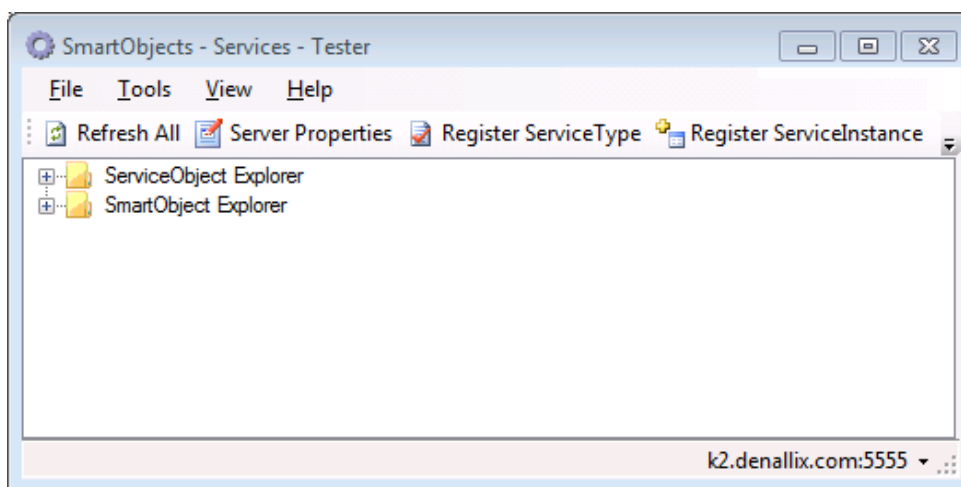 SmartObjects - Services - Tester
File Tools View Help
Refresh All Server Properties Register ServiceType Register ServiceInstance
ServiceObject Explorer
SmartObject Explorer
k2.denallix.com:5555